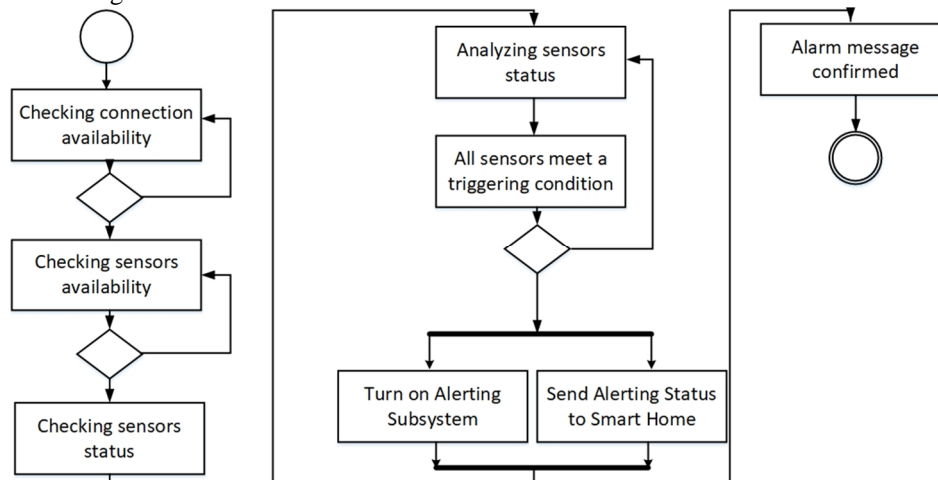 Checking connection
availability
Checking sensors
availability
Checking sensors
status
Analyzing sensors
status
All sensors meet a
triggering condition
Turn on Alerting
Subsystem
Send Alerting Status
to Smart Home
Alarm message
confirmed